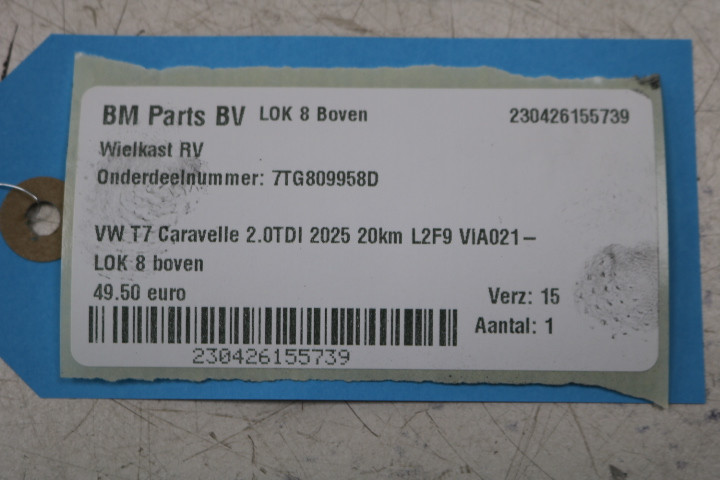 BM Parts BV LOK 8 Boven 230426155739
Wielkast RV
Onderdeelnummer: 7TG809958D
VW T7 Caravelle 2.0TDI 2025 20km L2F9 VIA021-
LOK 8 boven
49.50 euro Verz: 15
Aantal: 1
230426155739